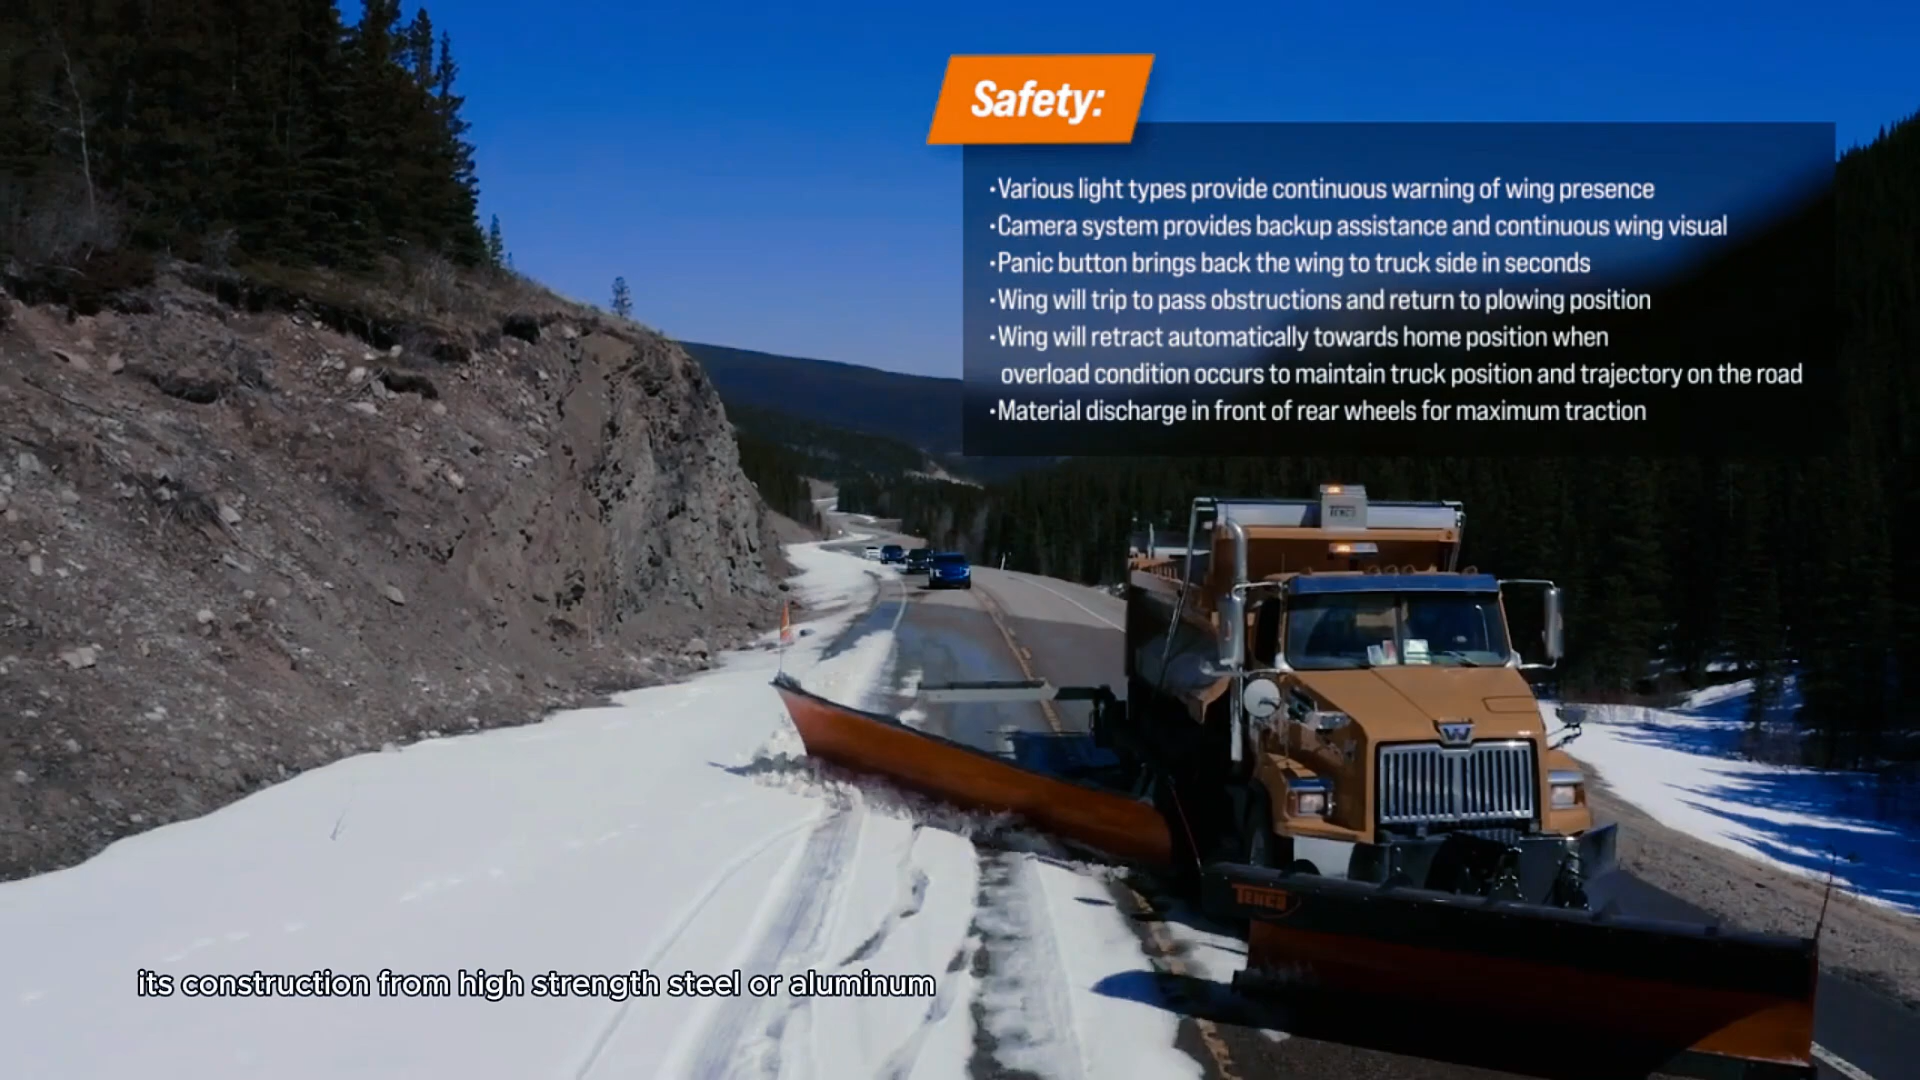 Safety:
·Various light types provide continuous warning of wing presence
·Camera system provides backup assistance and continuous wing visual
·Panic button brings back the wing to truck side in seconds
·Wing will trip to pass obstructions and return to plowing position
·Wing will retract automatically towards home position when
overload condition occurs to maintain truck position and trajectory on the road
·Material discharge in front of rear wheels for maximum traction
TENCO
W
TENCO
its construction from high strength steel or aluminum